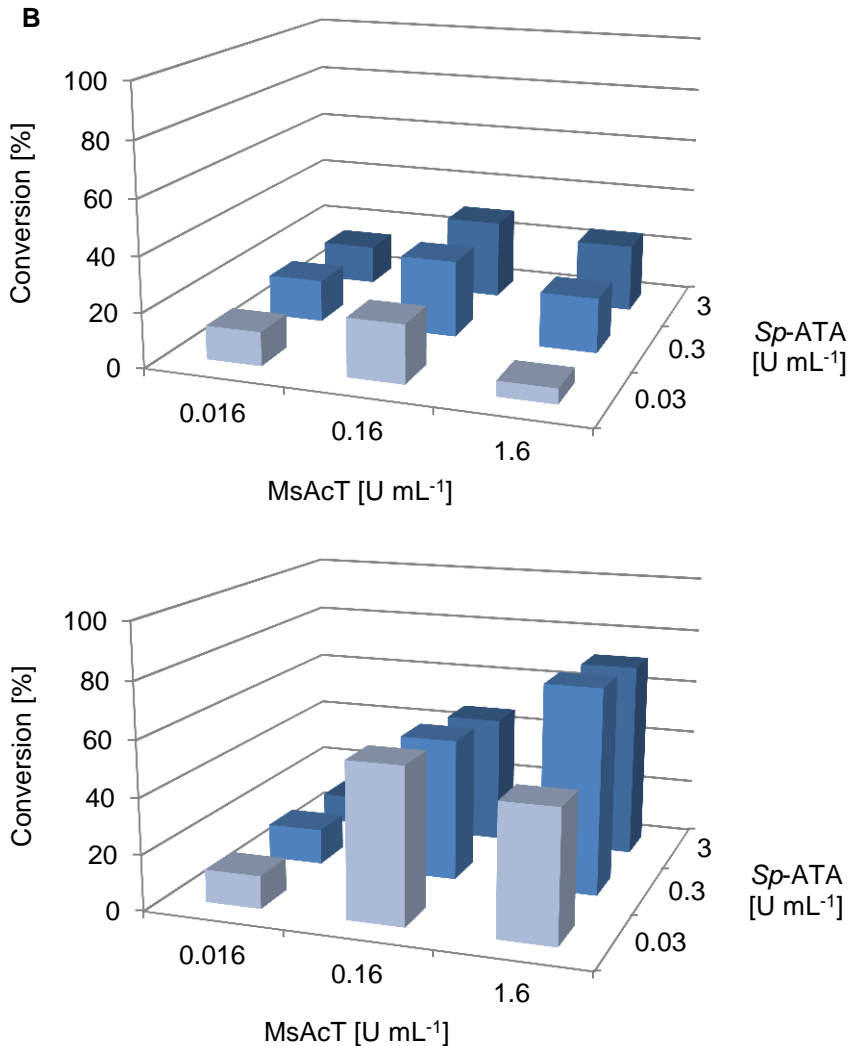 B
Conversion [%]
100
80
60
40
20
0
0.016
0.16
1.6
MsAcT [U mL-1]
3
0.3
0.03
Sp-ATA
[U mL-1]
Conversion [%]
100
80
60
40
20
0
0.016
0.16
1.6
MsAcT [U mL-1]
3
0.3
0.03
Sp-ATA
[U mL-1]